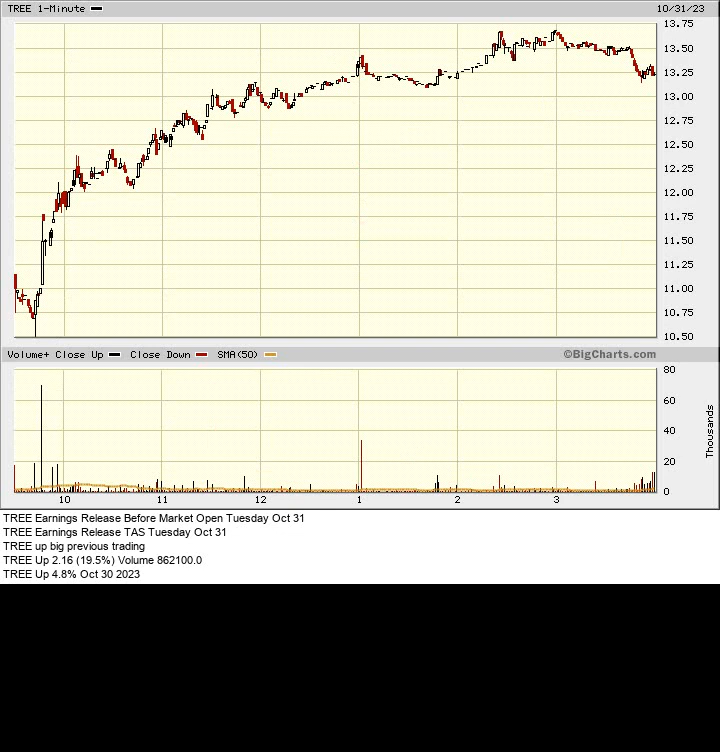 TREE 1-Minute 10/31/23
13.75
13.50
13.25
13.00
12.75
12.50
12.25
12.00
11.75
11.50
11.25
11.00
10.75
10.50
Volume+ Close Up Close Down SMA(50) ©BigCharts.com
80
60
40
20
0
Thousands
10 11 12 1 2 3
TREE Earnings Release Before Market Open Tuesday Oct 31
TREE Earnings Release TAS Tuesday Oct 31
TREE up big previous trading
TREE Up 2.16 (19.5%) Volume 862100.0
TREE Up 4.8% Oct 30 2023